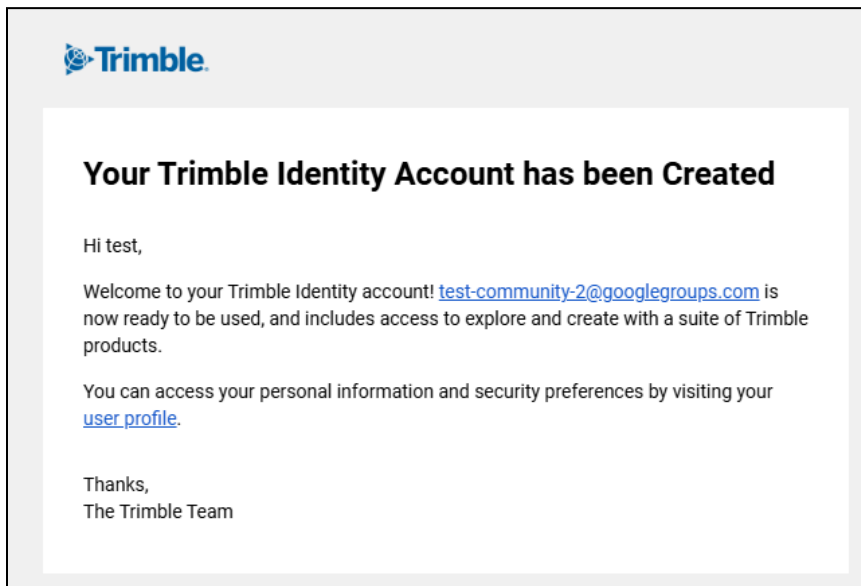 Trimble.
Your Trimble Identity Account has been Created
Hi test,
Welcome to your Trimble Identity account! test-community-2@googlegroups.com is
now ready to be used, and includes access to explore and create with a suite of Trimble
products.
You can access your personal information and security preferences by visiting your
user profile.
Thanks,
The Trimble Team